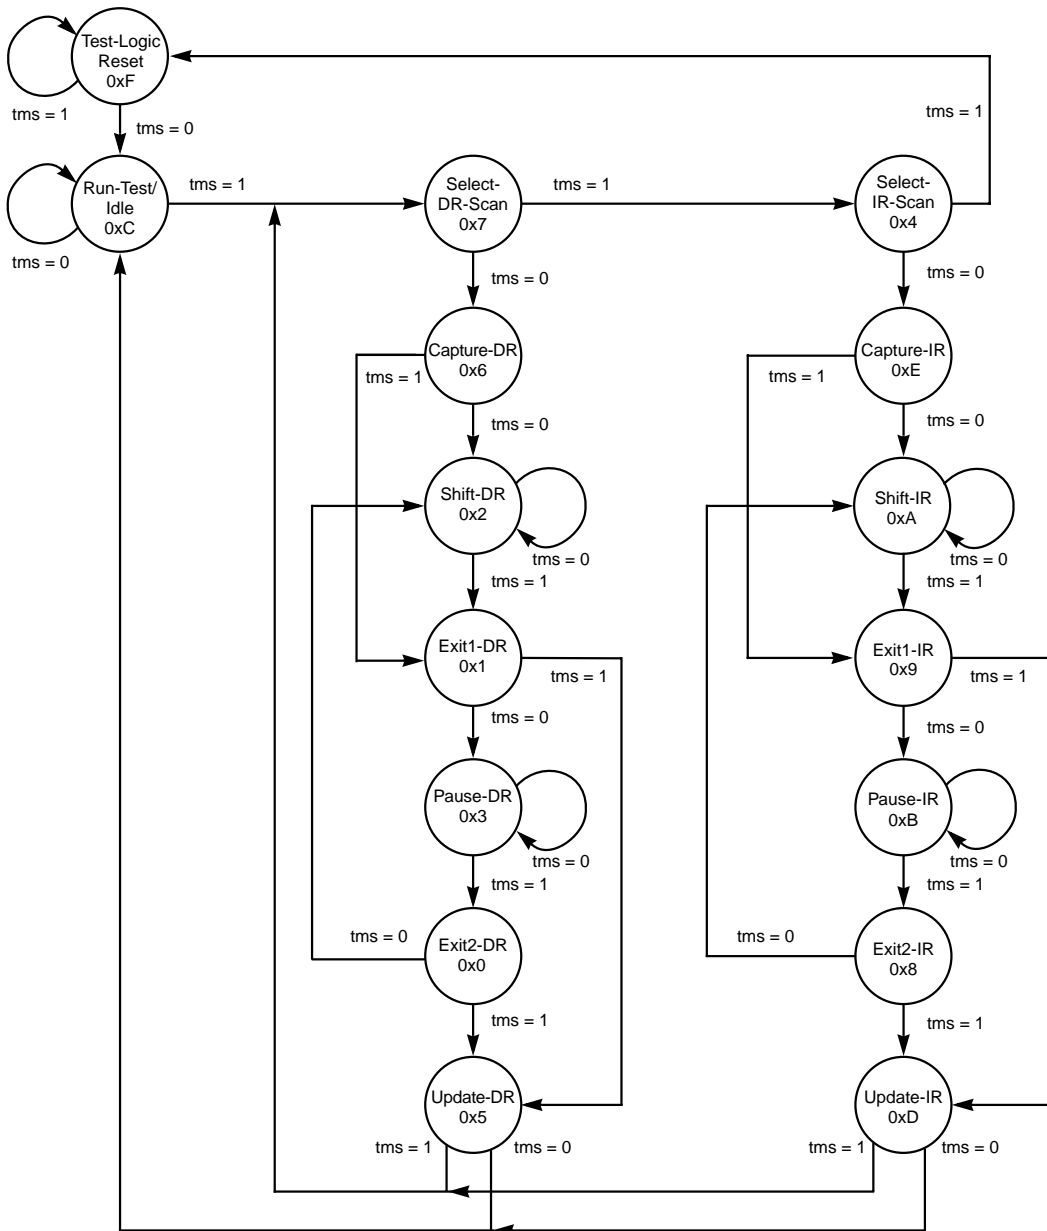 Test-Logic
Reset
0xF
tms = 1
tms = 0
tms = 1
Run-Test/
Idle
0xC
tms = 1
Select-
DR-Scan
0x7
tms = 1
Select-
IR-Scan
0x4
tms = 0
tms = 0
tms = 0
Capture-DR
0x6
tms = 1
Capture-IR
0xE
tms = 1
tms = 0
tms = 0
Shift-DR
0x2
Shift-IR
0xA
tms = 0
tms = 0
tms = 1
tms = 1
Exit1-DR
0x1
tms = 1
Exit1-IR
0x9
tms = 1
tms = 0
tms = 0
Pause-DR
0x3
Pause-IR
0xB
tms = 0
tms = 0
tms = 1
tms = 1
tms = 0
Exit2-DR
0x0
tms = 0
Exit2-IR
0x8
tms = 1
tms = 1
Update-DR
0x5
Update-IR
0xD
tms = 1
tms = 0
tms = 1
tms = 0